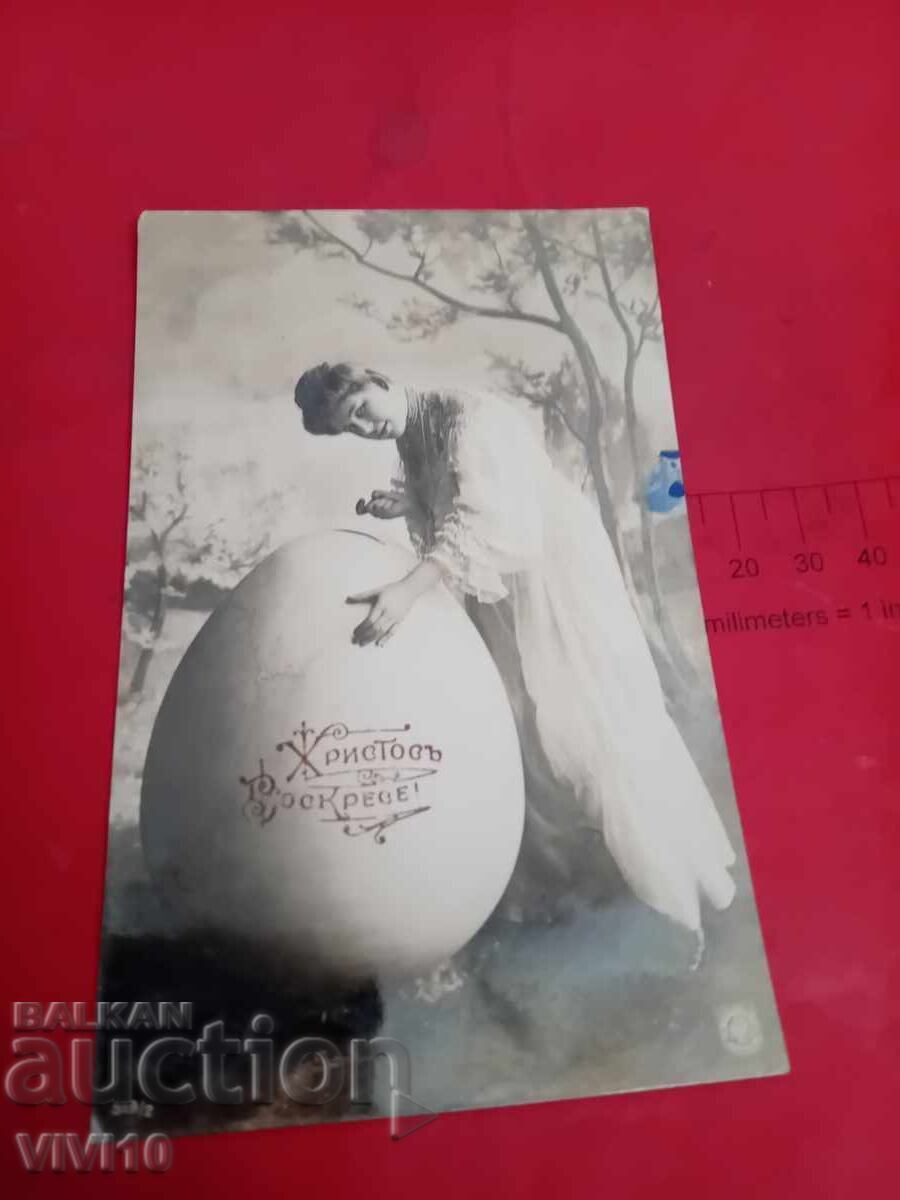 20 30 40
milimeters = 1 in
Христосъ
Воскресе!
BALKAN
auction
VIVI10